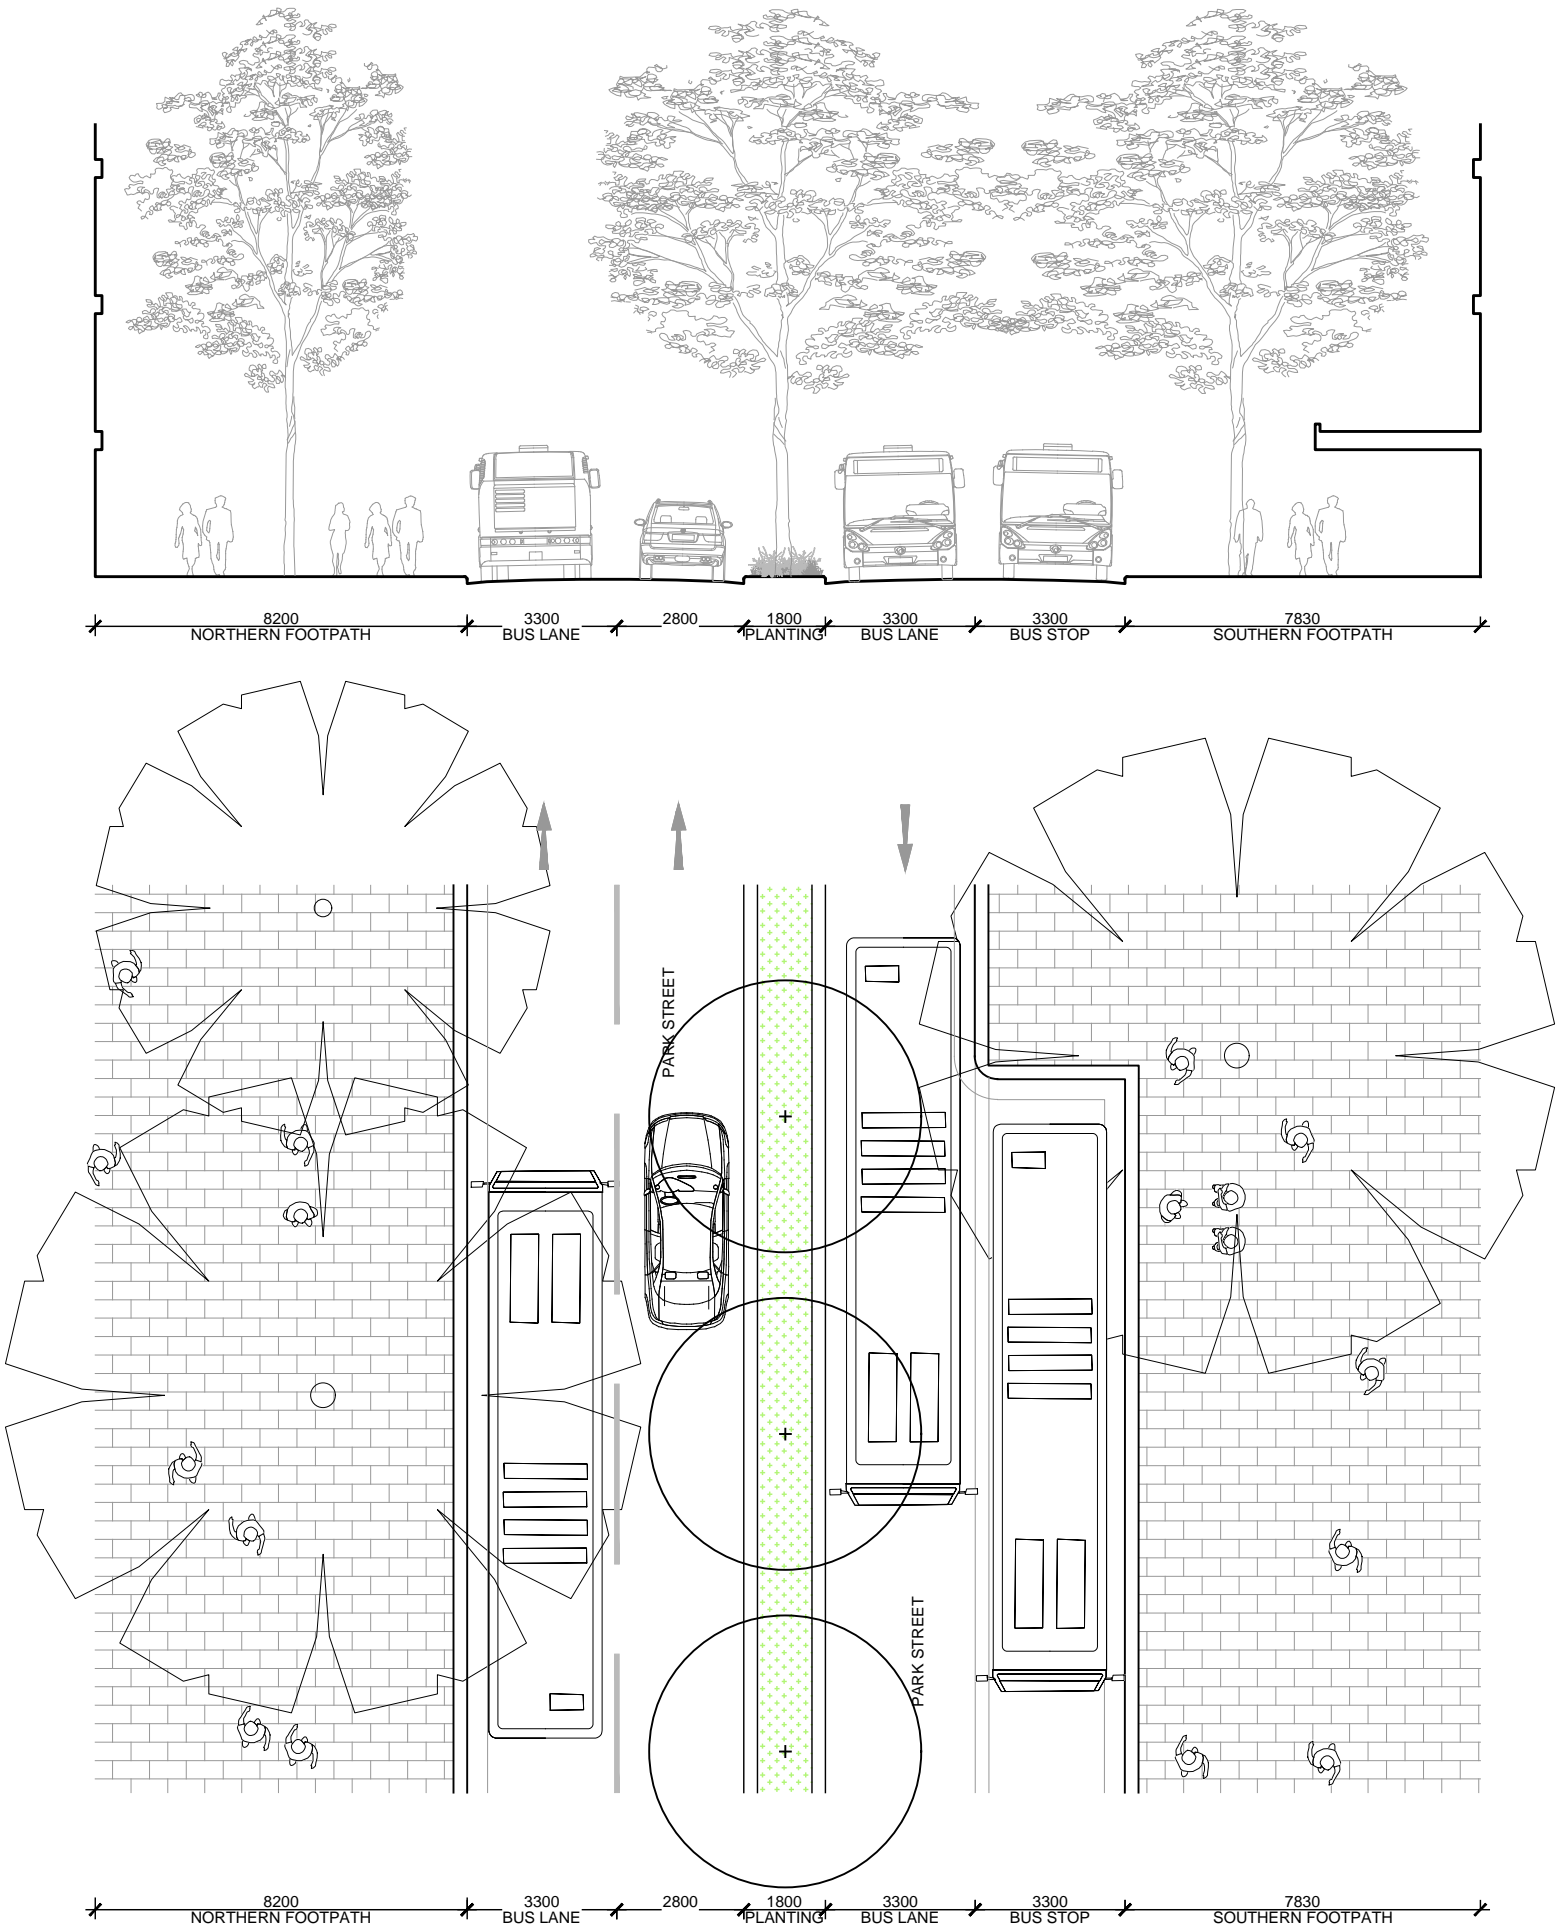 8200 3300 2800 1800 3300 3300 7830
NORTHERN FOOTPATH BUS LANE PLANTING BUS LANE BUS STOP SOUTHERN FOOTPATH
PARK STREET
PARK STREET
8200 3300 2800 1800 3300 3300 7830
NORTHERN FOOTPATH BUS LANE PLANTING BUS LANE BUS STOP SOUTHERN FOOTPATH